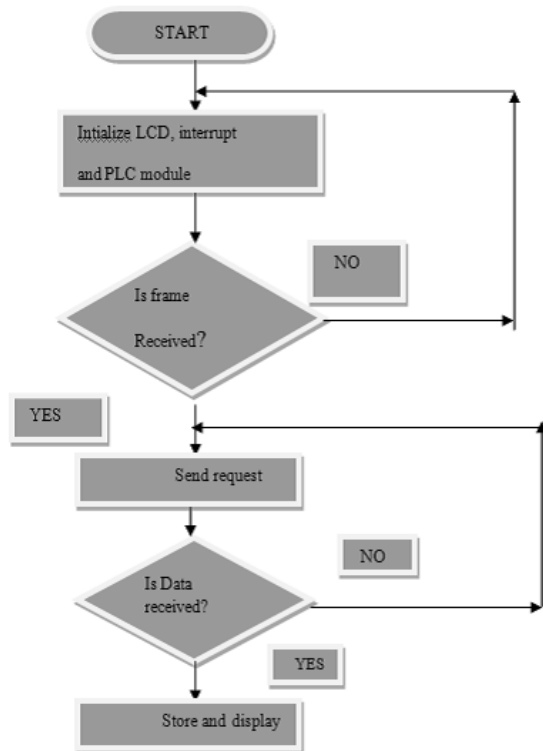 START
Intialize LCD, interrupt
and PLC module
NO
Is frame
Received?
YES
Send request
NO
Is Data
received?
YES
Store and display